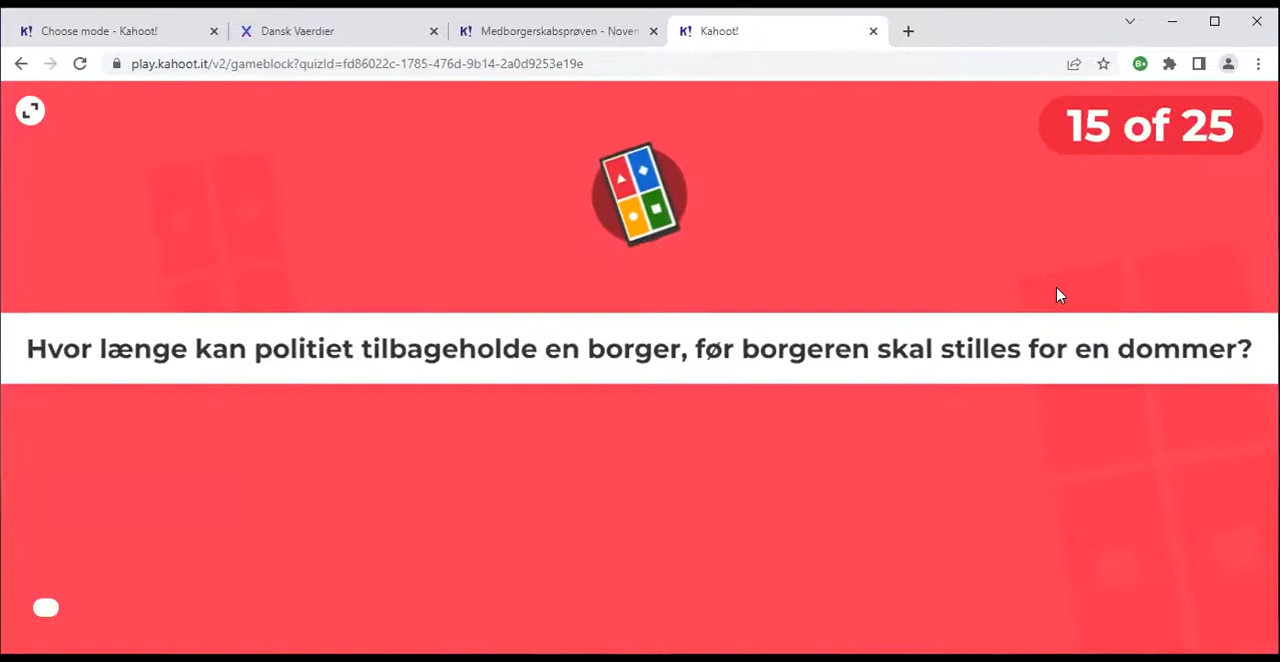 K! Choose mode - Kahoot!
Dansk Vaerdier
K! Medborgerskabsprøven - Noven
K! Kahoot!
play.kahoot.it/v2/gameblock?quizId=fd86022c-1785-476d-9b14-2a0d9253e19e
B+
15 of 25
Hvor længe kan politiet tilbageholde en borger, før borgeren skal stilles for en dommer?